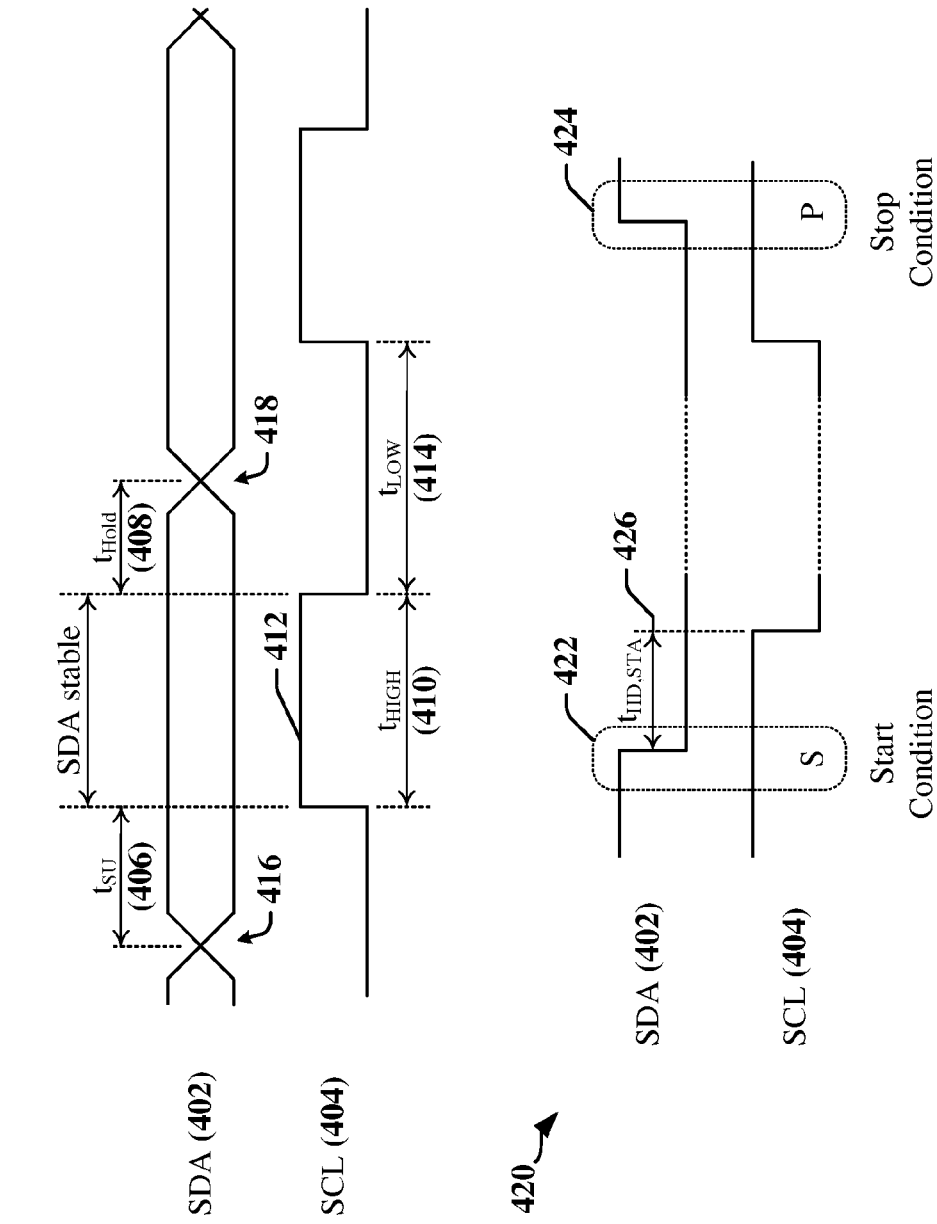 SDA stable
t_SU
(406)
t_Hold
(408)
SDA (402)
416
418
412
SCL (404)
t_HIGH
(410)
t_LOW
(414)
420
422
426
424
t_HD.STA
SDA (402)
SCL (404)
S
P
Start
Condition
Stop
Condition